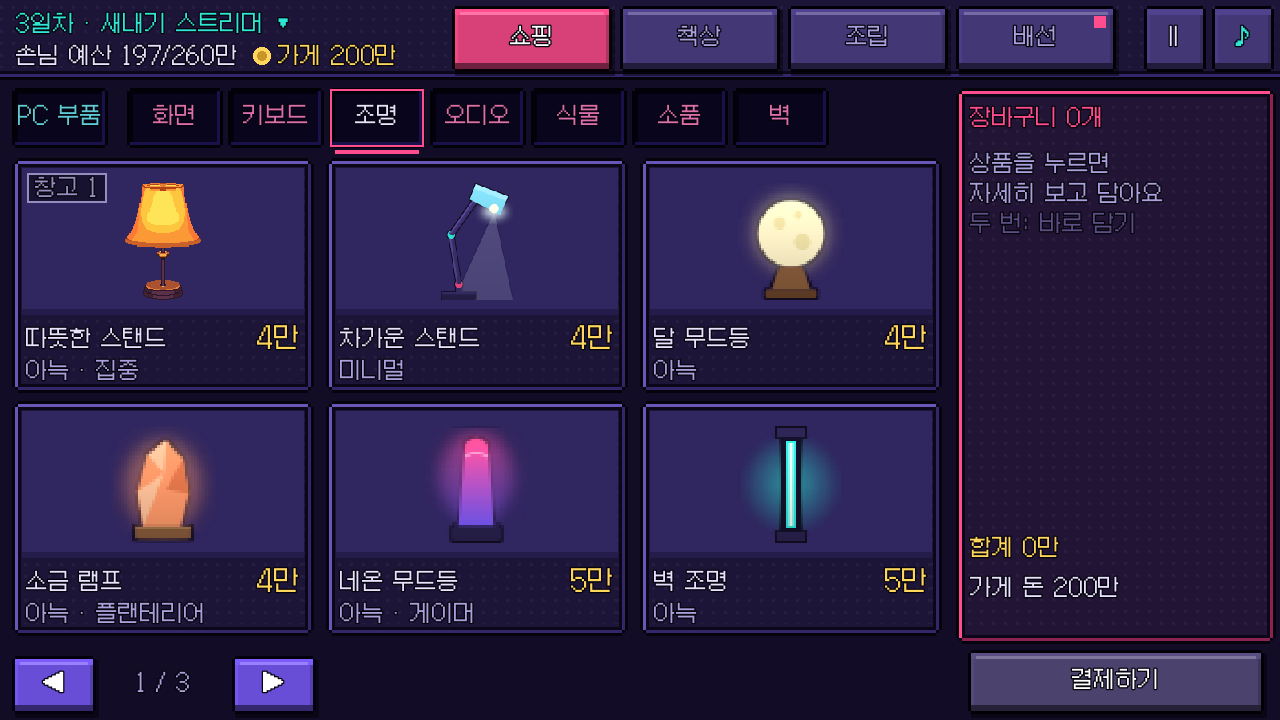 3일차 · 새내기 스트리머 ▼
손님 예산 197/260만 가게 200만
쇼핑
책상
조립
배선
PC 부품
화면
키보드
조명
오디오
식물
소품
벽
창고 1
따뜻한 스탠드 4만
아늑 · 집중
차가운 스탠드 4만
미니멀
달 무드등 4만
아늑
소금 램프 4만
아늑 · 플랜테리어
네온 무드등 5만
아늑 · 게이머
벽 조명 5만
아늑
1 / 3
장바구니 0개
상품을 누르면
자세히 보고 담아요
두 번: 바로 담기
합계 0만
가게 돈 200만
결제하기